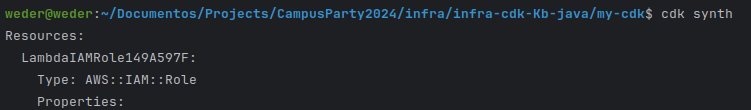 weder@weder:~/Documentos/Projects/CampusParty2024/infra/infra-cdk-Kb-java/my-cdk$ cdk synth
Resources:
  LambdaIAMRole149A597F:
    Type: AWS::IAM::Role
    Properties: